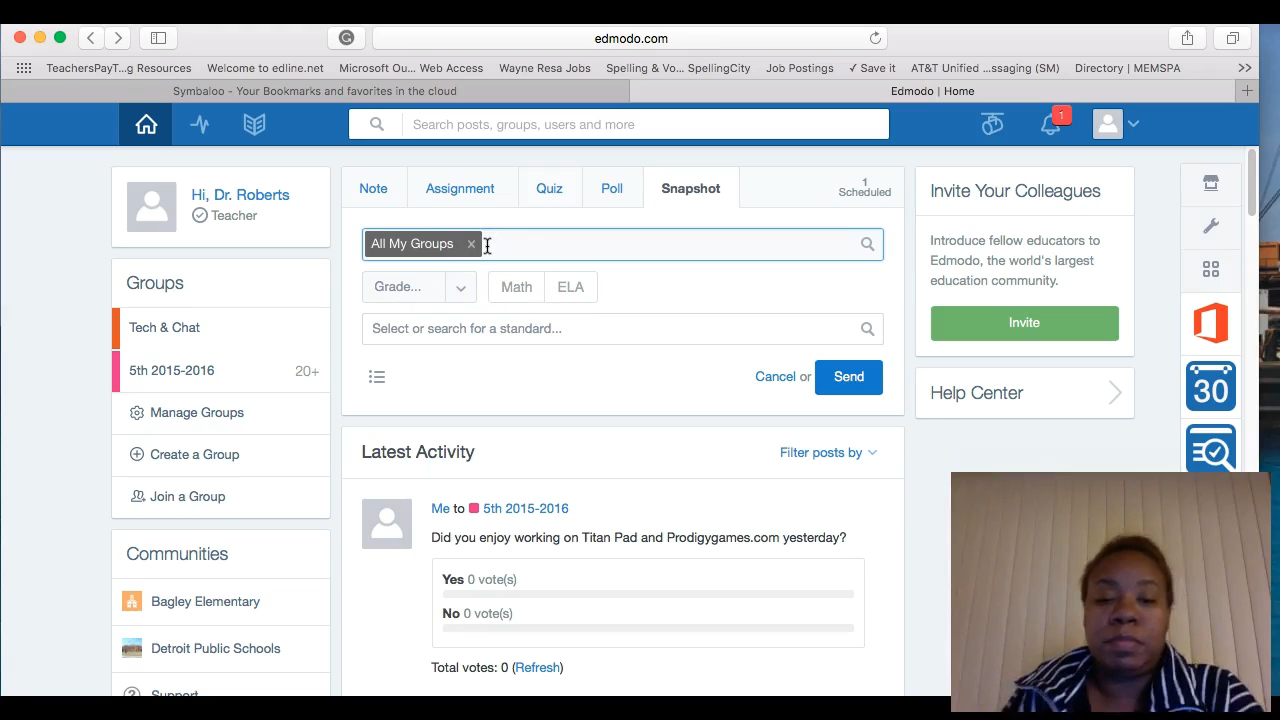 edmodo.com
TeachersPayT...g Resources Welcome to edline.net Microsoft Ou... Web Access Wayne Resa Jobs Spelling & Vo... SpellingCity Job Postings ✓ Save it AT&T Unified ...ssaging (SM) Directory | MEMSPA >>
Symbaloo - Your Bookmarks and favorites in the cloud Edmodo | Home +
Search posts, groups, users and more 1
Hi, Dr. Roberts
Teacher
Groups
Tech & Chat
5th 2015-2016 20+
Manage Groups
Create a Group
Join a Group
Communities
Bagley Elementary
Detroit Public Schools
Support
Note Assignment Quiz Poll Snapshot 1
Scheduled
All My Groups x
Grade... Math ELA
Select or search for a standard...
Cancel or Send
Latest Activity Filter posts by
Me to 5th 2015-2016
Did you enjoy working on Titan Pad and Prodigygames.com yesterday?
Yes 0 vote(s)
No 0 vote(s)
Total votes: 0 (Refresh)
Invite Your Colleagues
Introduce fellow educators to
Edmodo, the world's largest
education community.
Invite
Help Center
30